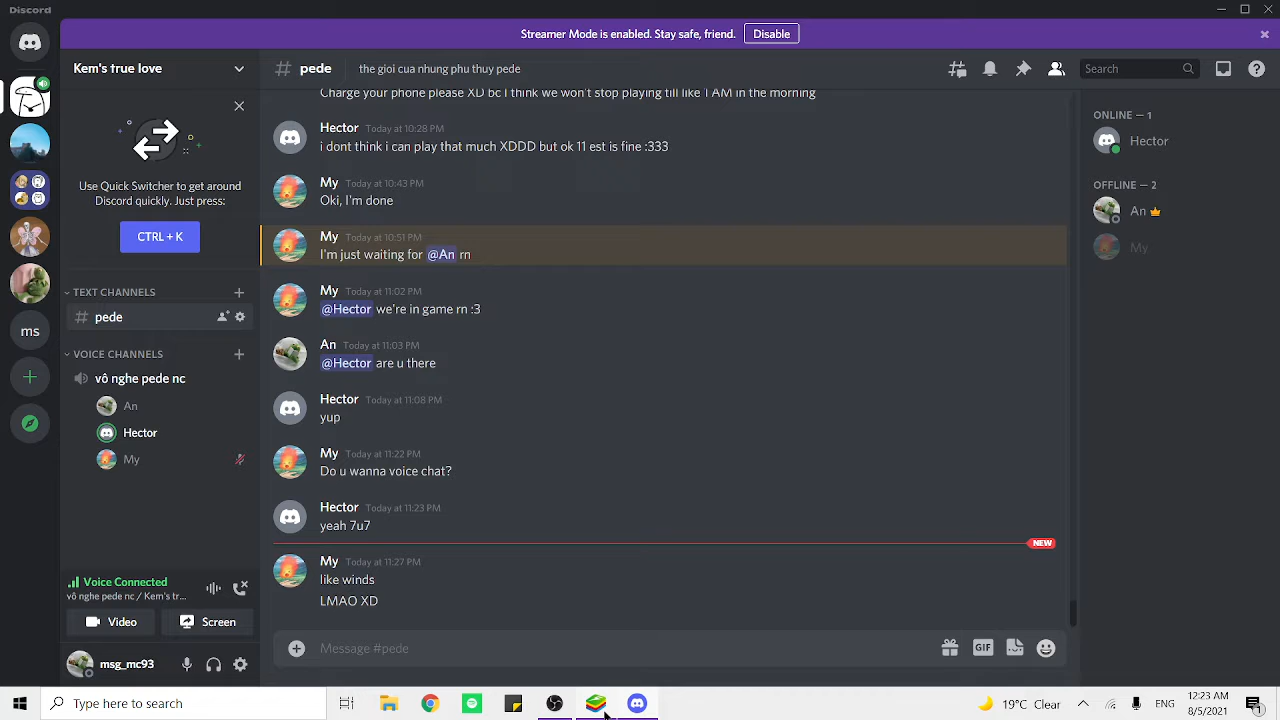 Discord
Streamer Mode is enabled. Stay safe, friend. Disable
Kem's true love
pede
the gioi cua nhung phu thuy pede
Search
Use Quick Switcher to get around
Discord quickly. Just press:
CTRL + K
TEXT CHANNELS
pede
VOICE CHANNELS
vô nghe pede nc
An
Hector
My
ms
Voice Connected
vô nghe pede nc / Kem's tr...
Video
Screen
msg_mc93
Charge your phone please XD bc I think we won't stop playing till like 1 AM in the morning
Hector Today at 10:28 PM
i dont think i can play that much XDDD but ok 11 est is fine :333
My Today at 10:43 PM
Oki, I'm done
My Today at 10:51 PM
I'm just waiting for @An rn
My Today at 11:02 PM
@Hector we're in game rn :3
An Today at 11:03 PM
@Hector are u there
Hector Today at 11:08 PM
yup
My Today at 11:22 PM
Do u wanna voice chat?
Hector Today at 11:23 PM
yeah 7u7
NEW
My Today at 11:27 PM
like winds
LMAO XD
Message #pede
GIF
ONLINE — 1
Hector
OFFLINE — 2
An
My
Type here to search
19°C Clear
ENG
12:23 AM
8/5/2021
1